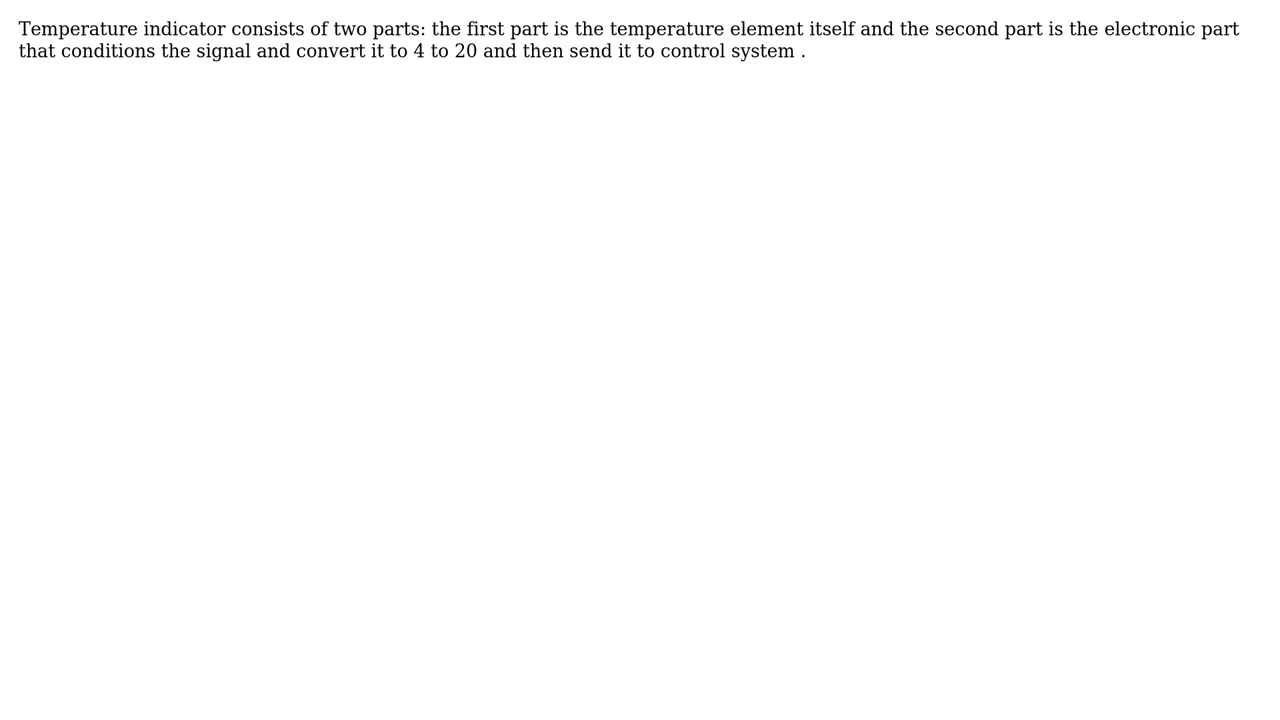 Temperature indicator consists of two parts: the first part is the temperature element itself and the second part is the electronic part
that conditions the signal and convert it to 4 to 20 and then send it to control system .